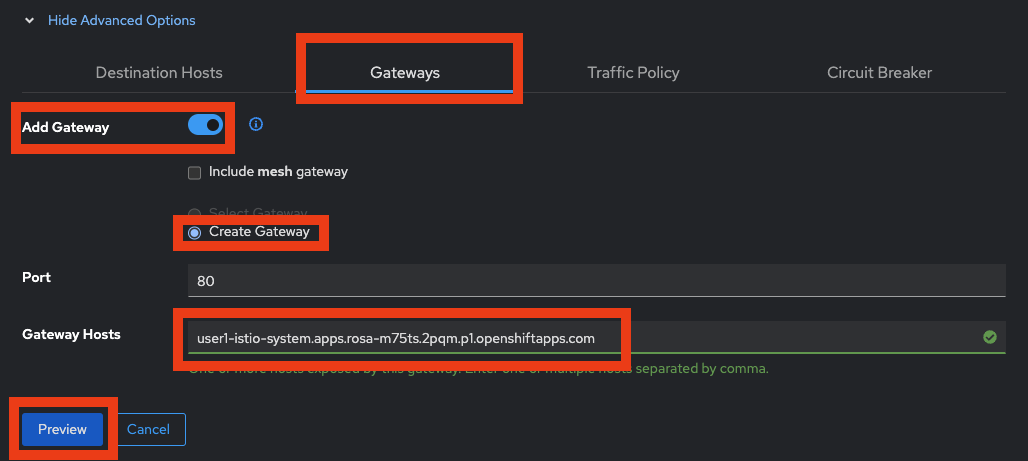 Hide Advanced Options
Destination Hosts Gateways Traffic Policy Circuit Breaker
Add Gateway
Include mesh gateway
Select Gateway
Create Gateway
Port 80
Gateway Hosts user1-istio-system.apps.rosa-m75ts.2pqm.p1.openshiftapps.com
One or more hosts exposed by this gateway. Enter one or multiple hosts separated by comma.
Preview Cancel